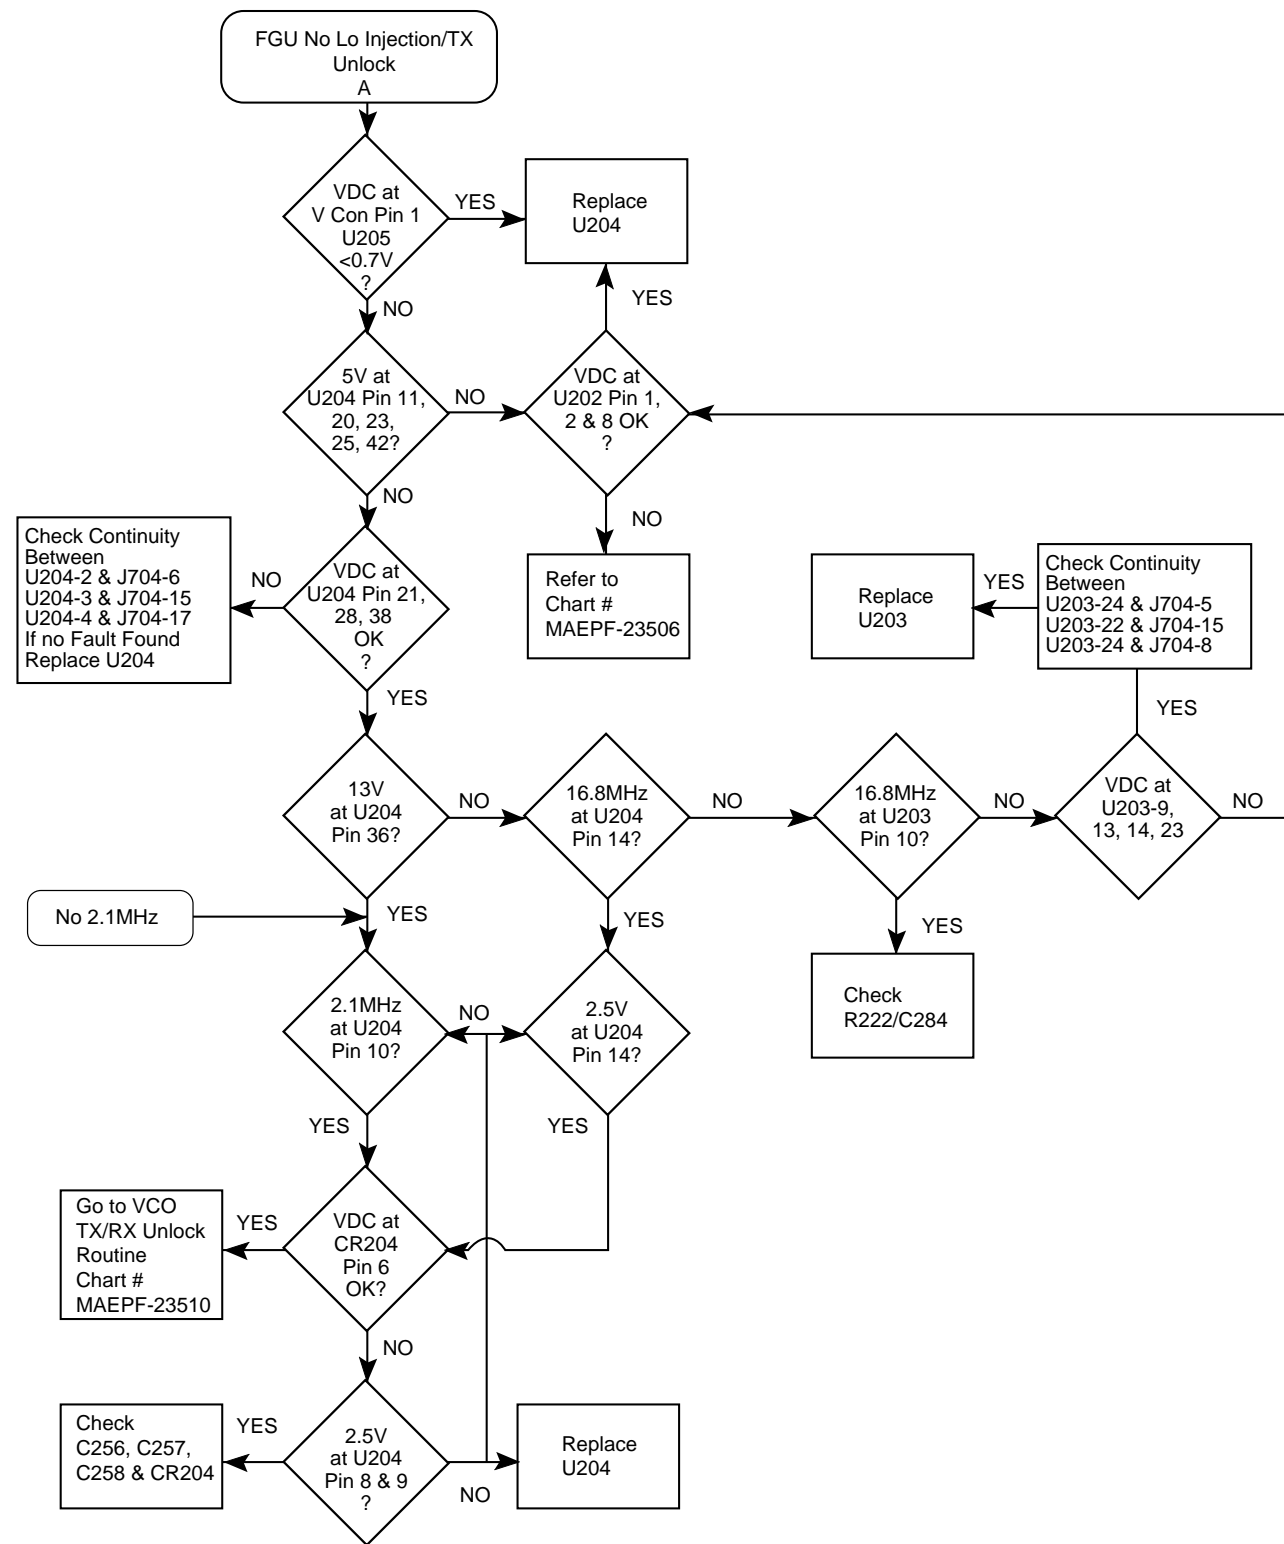 FGU No Lo Injection/TX
Unlock
A
VDC at
V Con Pin 1
U205
<0.7V
?
YES
Replace
U204
NO
YES
5V at
U204 Pin 11,
20, 23,
25, 42?
NO
VDC at
U202 Pin 1,
2 & 8 OK
?
NO
NO
Check Continuity
Between
U204-2 & J704-6
U204-3 & J704-15
U204-4 & J704-17
If no Fault Found
Replace U204
NO
VDC at
U204 Pin 21,
28, 38
OK
?
Refer to
Chart #
MAEPF-23506
Replace
U203
YES
Check Continuity
Between
U203-24 & J704-5
U203-22 & J704-15
U203-24 & J704-8
YES
YES
13V
at U204
Pin 36?
NO
16.8MHz
at U204
Pin 14?
NO
16.8MHz
at U203
Pin 10?
NO
VDC at
U203-9,
13, 14, 23
NO
No 2.1MHz
YES
YES
YES
2.1MHz
at U204
Pin 10?
NO
2.5V
at U204
Pin 14?
Check
R222/C284
YES
YES
Go to VCO
TX/RX Unlock
Routine
Chart #
MAEPF-23510
YES
VDC at
CR204
Pin 6
OK?
NO
Check
C256, C257,
C258 & CR204
YES
2.5V
at U204
Pin 8 & 9
?
NO
Replace
U204